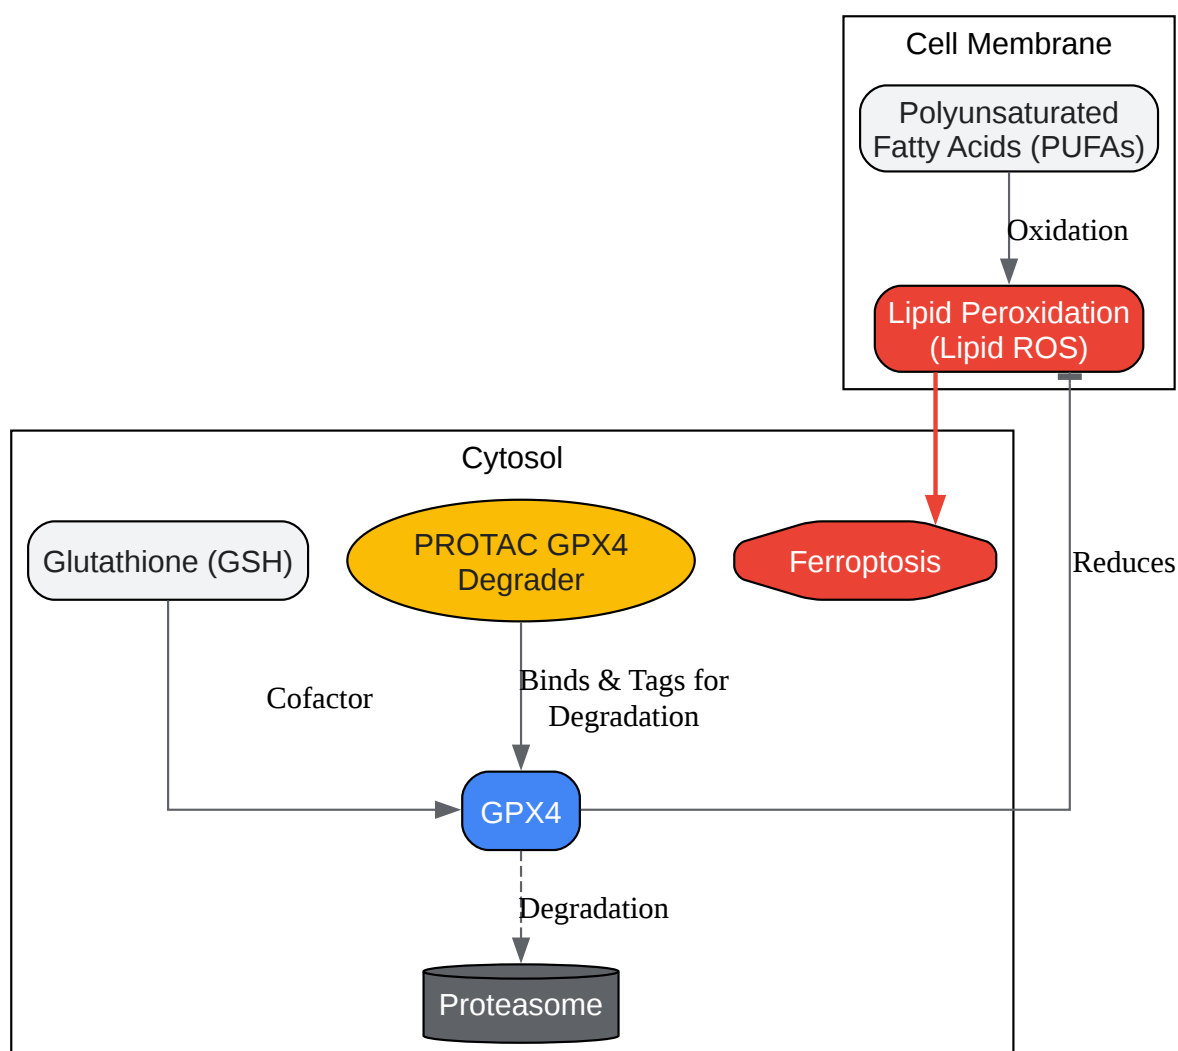 Cell Membrane
Polyunsaturated
Fatty Acids (PUFAs)
Oxidation
Lipid Peroxidation
(Lipid ROS)
Cytosol
Glutathione (GSH)
PROTAC GPX4
Degrader
Ferroptosis
Reduces
Cofactor
Binds & Tags for
Degradation
GPX4
Degradation
Proteasome